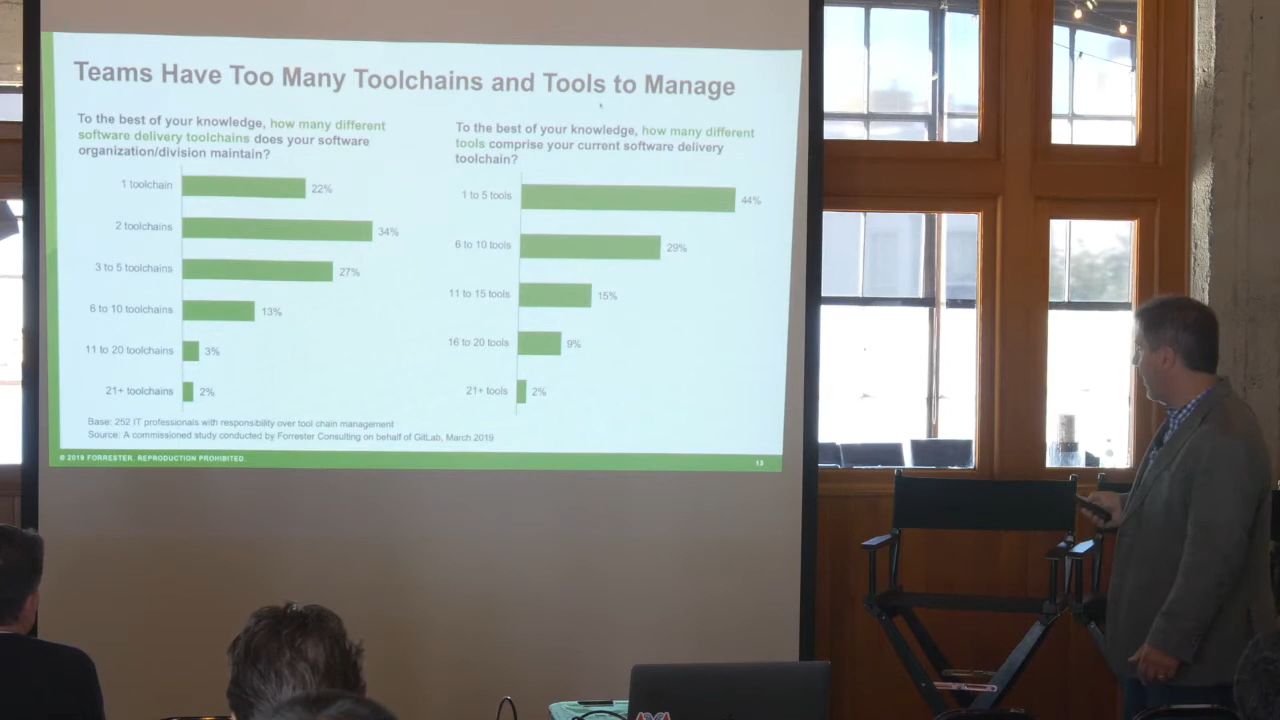 Teams Have Too Many Toolchains and Tools to Manage
To the best of your knowledge, how many different
software delivery toolchains does your software
organization/division maintain?
1 toolchain 22%
2 toolchains 34%
3 to 5 toolchains 27%
6 to 10 toolchains 13%
11 to 20 toolchains 3%
21+ toolchains 2%
To the best of your knowledge, how many different
tools comprise your current software delivery
toolchain?
1 to 5 tools 44%
6 to 10 tools 29%
11 to 15 tools 15%
16 to 20 tools 9%
21+ tools 2%
Base: 252 IT professionals with responsibility over tool chain management
Source: A commissioned study conducted by Forrester Consulting on behalf of GitLab, March 2019
© 2019 FORRESTER. REPRODUCTION PROHIBITED.
13